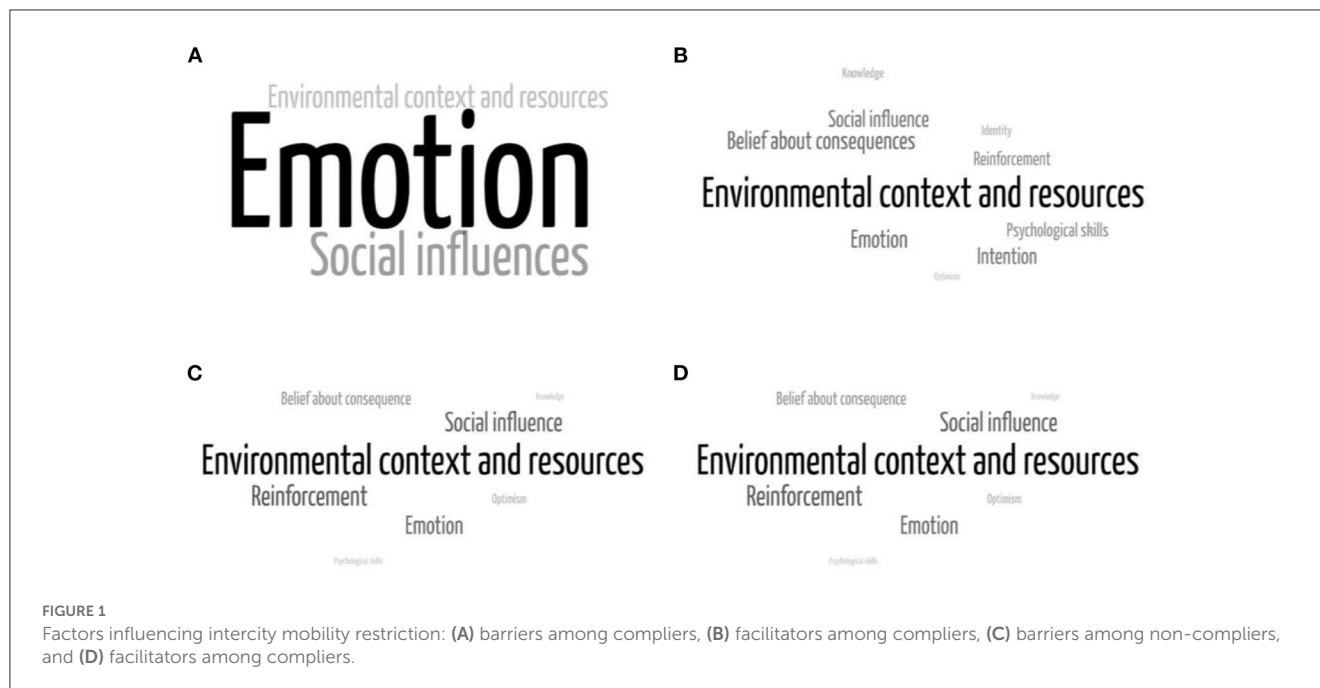 A
Environmental context and resources
Emotion
Social influences
B
Knowledge
Social influence
Identity
Belief about consequences
Reinforcement
Environmental context and resources
Psychological skills
Emotion
Intention
Optimism
C
Belief about consequence
Knowledge
Social influence
Environmental context and resources
Reinforcement
Optimism
Emotion
Psychological skills
D
Belief about consequence
Knowledge
Social influence
Environmental context and resources
Reinforcement
Optimism
Emotion
Psychological skills
FIGURE 1
Factors influencing intercity mobility restriction: (A) barriers among compliers, (B) facilitators among compliers, (C) barriers among non-compliers,
and (D) facilitators among compliers.